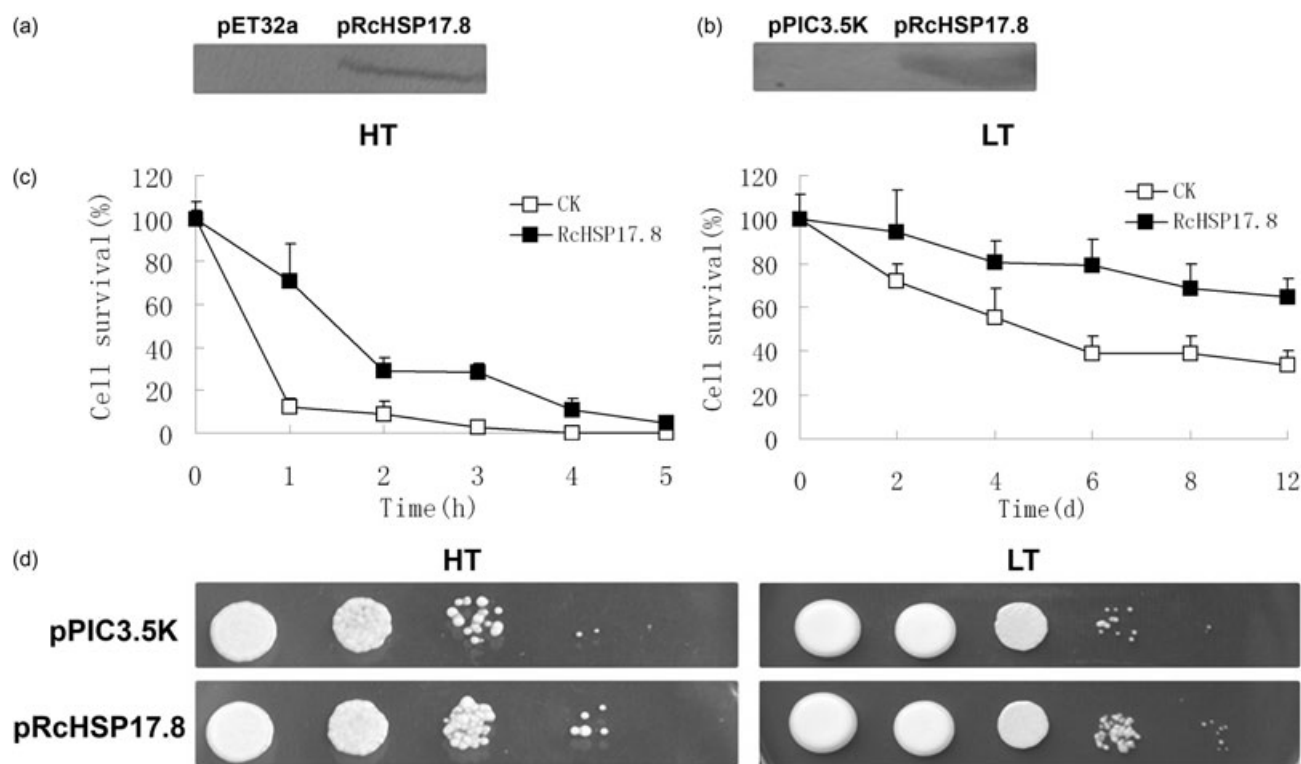 (a) pET32a pRcHSP17.8
(b) pPIC3.5K pRcHSP17.8
HT
LT
(c)
Cell survival(%)
120
100
80
60
40
20
0
CK
RcHSP17.8
0 1 2 3 4 5
Time(h)
Cell survival(%)
120
100
80
60
40
20
0
CK
RcHSP17.8
0 2 4 6 8 12
Time(d)
(d)
HT
LT
pPIC3.5K
pRcHSP17.8